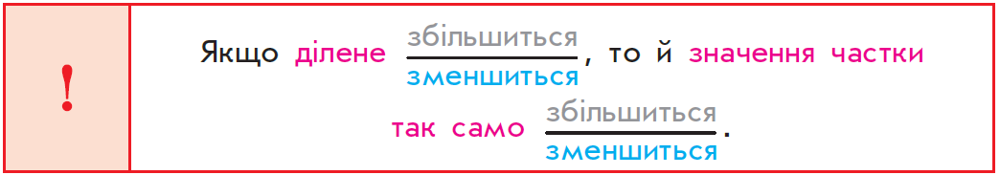 !
Якщо ділене збільшиться/зменшиться, то й значення частки
так само збільшиться/зменшиться.